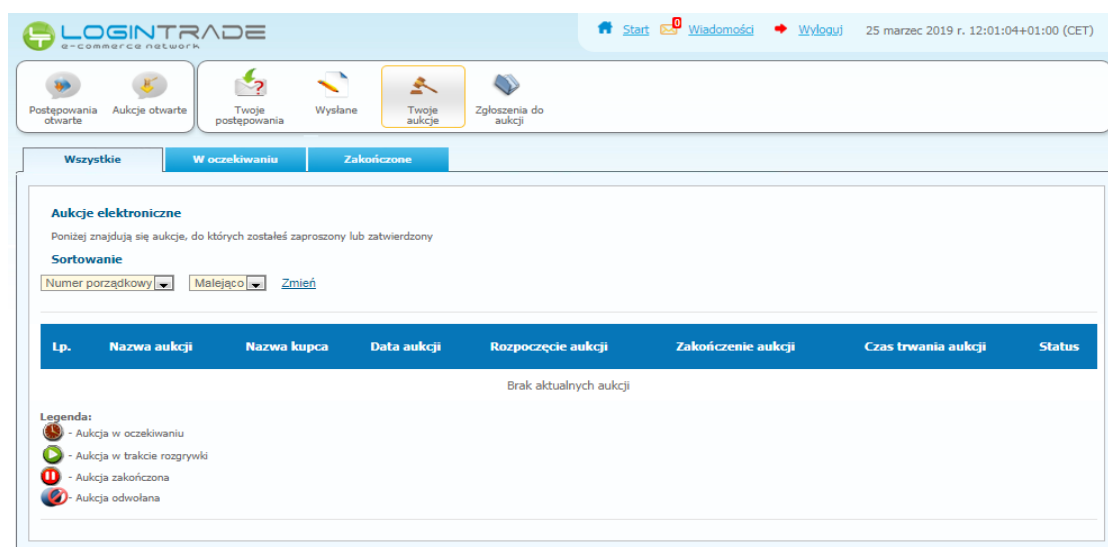 LOGINTRADE
e-commerce network
Start 0 Wiadomości Wyloguj 25 marzec 2019 r. 12:01:04+01:00 (CET)
Postępowania otwarte
Aukcje otwarte
Twoje postępowania
Wysłane
Twoje aukcje
Zgłoszenia do aukcji
Wszystkie W oczekiwaniu Zakończone
Aukcje elektroniczne
Poniżej znajdują się aukcje, do których zostałeś zaproszony lub zatwierdzony
Sortowanie
Numer porządkowy Malejąco Zmień
Lp. Nazwa aukcji Nazwa kupca Data aukcji Rozpoczęcie aukcji Zakończenie aukcji Czas trwania aukcji Status
Brak aktualnych aukcji
Legenda:
- Aukcja w oczekiwaniu
- Aukcja w trakcie rozgrywki
- Aukcja zakończona
- Aukcja odwołana